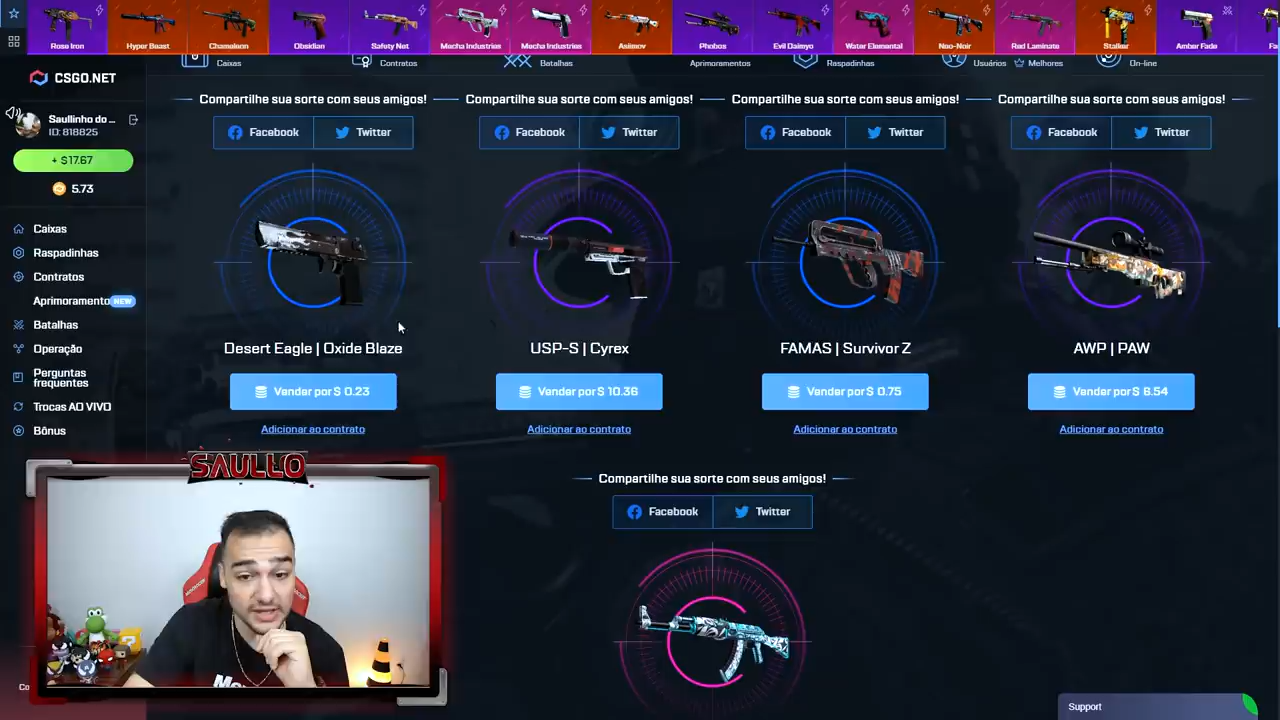 Rose Iron
Hyper Beast
Chameleon
Obsidian
Safety Net
Mecha Industries
Mecha Industries
Asiimov
Phobos
Evil Daimyo
Water Elemental
Neo-Noir
Red Laminate
Stalker
Amber Fade
CSGO.NET
Caixas
Contratos
Batalhas
Aprimoramentos
Raspadinhas
Usuários
Melhores
On-line
Saullinho do ...
ID: 818825
+ $ 17.67
5.73
Caixas
Raspadinhas
Contratos
Aprimoramento NEW
Batalhas
Operação
Perguntas
frequentes
Trocas AO VIVO
Bônus
Compartilhe sua sorte com seus amigos!
Facebook Twitter
Desert Eagle | Oxide Blaze
Vender por $ 0.23
Adicionar ao contrato
Compartilhe sua sorte com seus amigos!
Facebook Twitter
USP-S | Cyrex
Vender por $ 10.36
Adicionar ao contrato
Compartilhe sua sorte com seus amigos!
Facebook Twitter
FAMAS | Survivor Z
Vender por $ 0.75
Adicionar ao contrato
Compartilhe sua sorte com seus amigos!
Facebook Twitter
AWP | PAW
Vender por $ 6.54
Adicionar ao contrato
Compartilhe sua sorte com seus amigos!
Facebook Twitter
SAULLO
Support